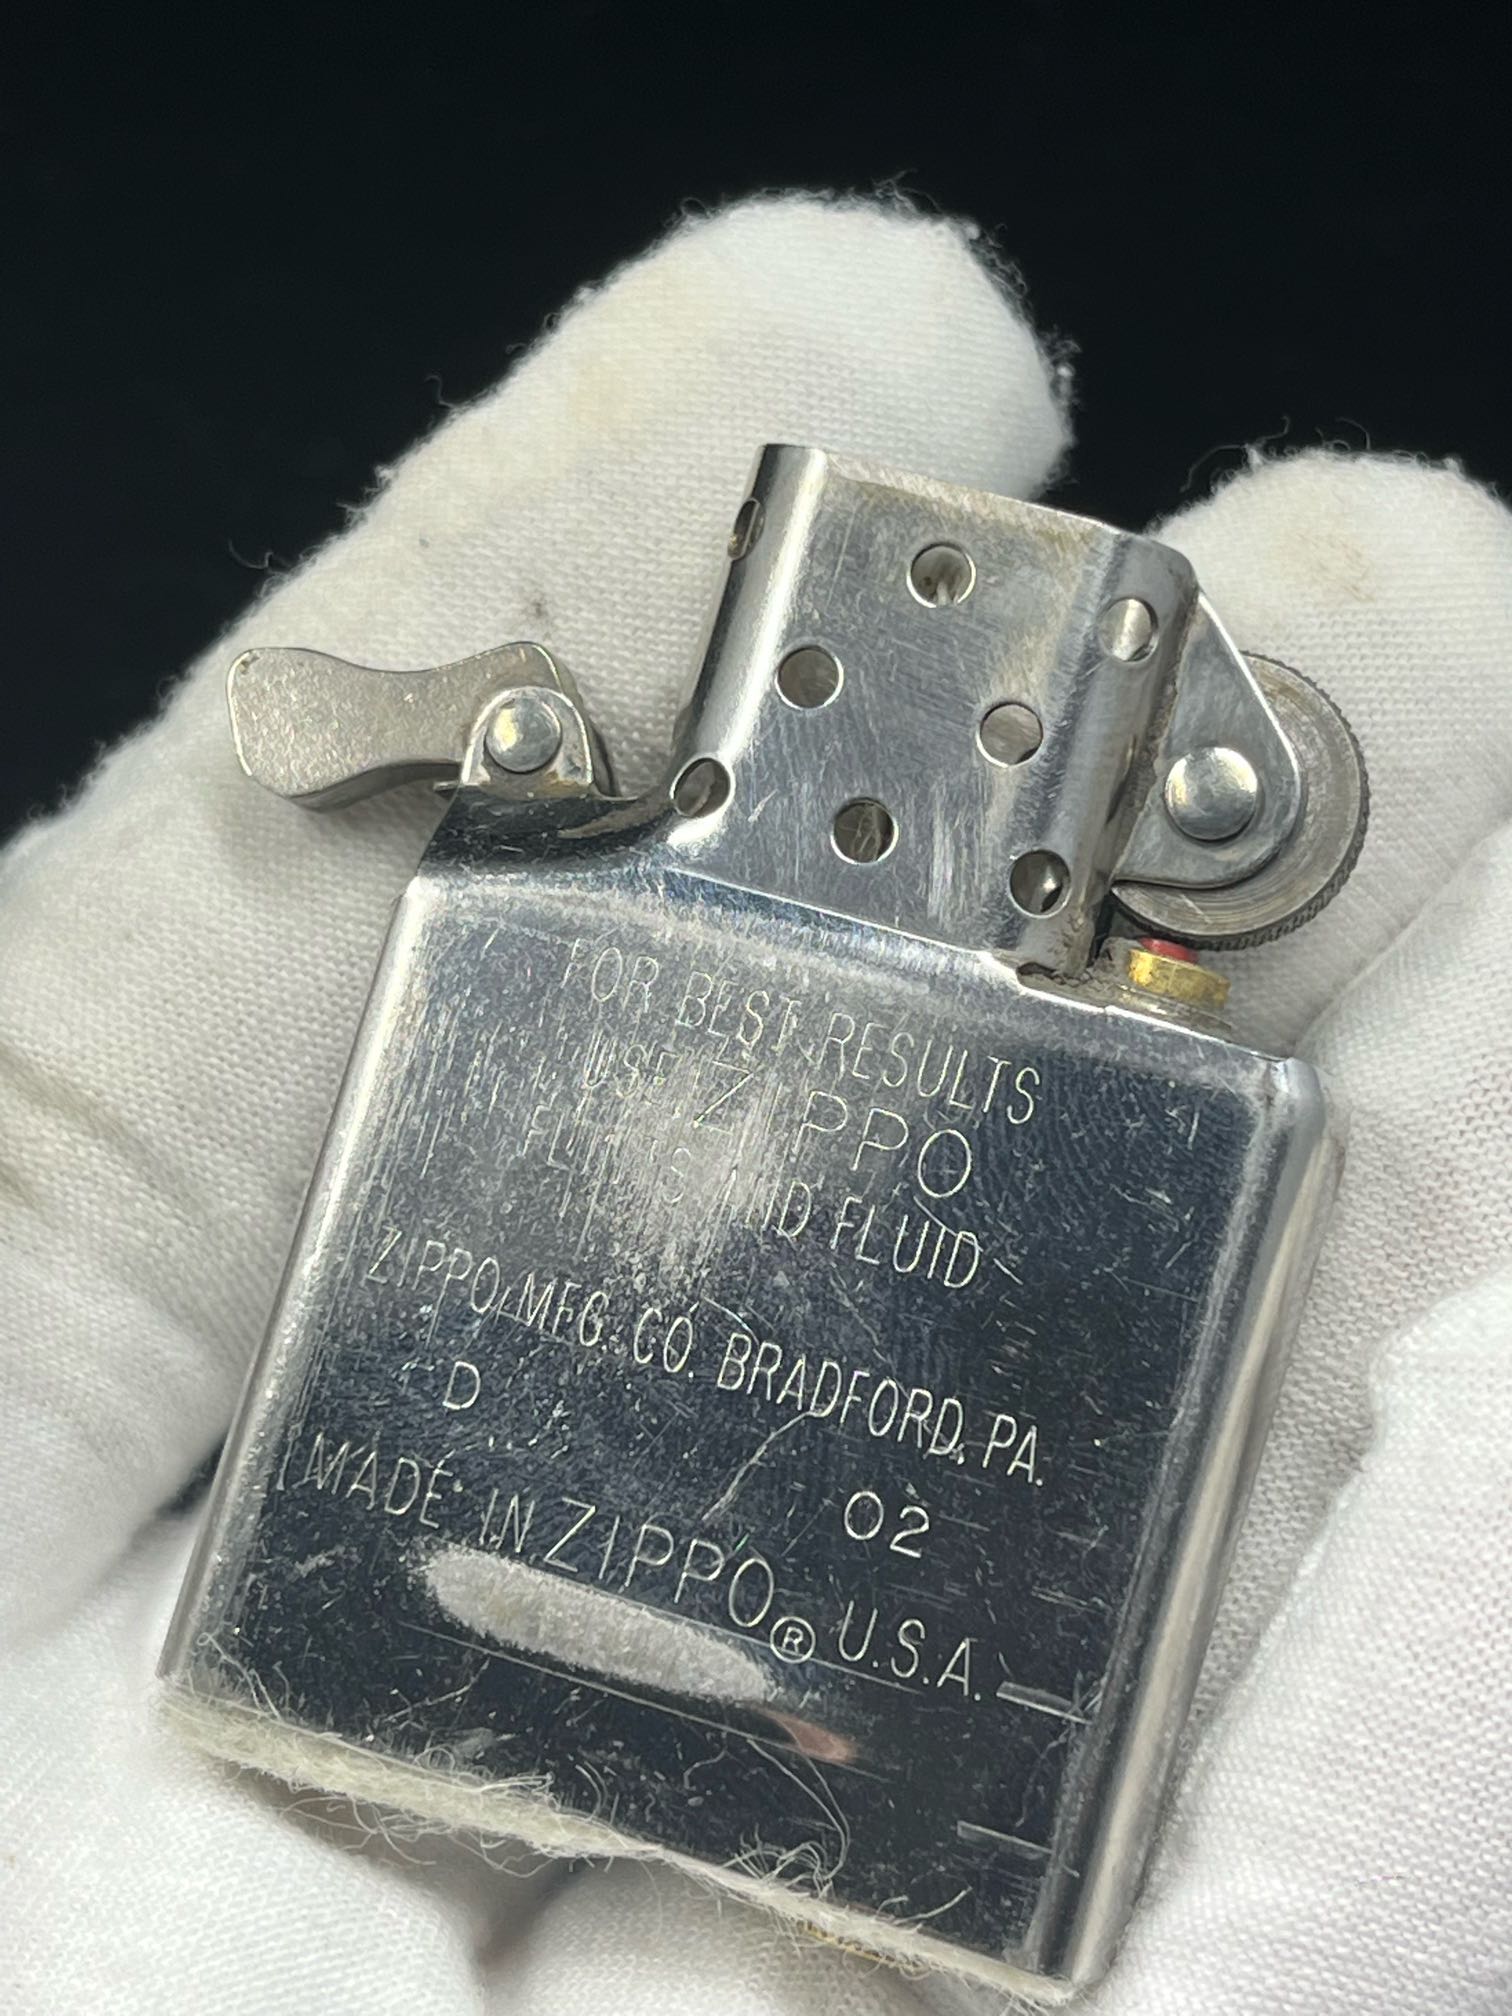 FOR BEST RESULTS
USE ZIPPO
FLINTS AND FLUID
ZIPPO MFG. CO. BRADFORD, PA.
D 02
MADE IN ZIPPO® U.S.A.